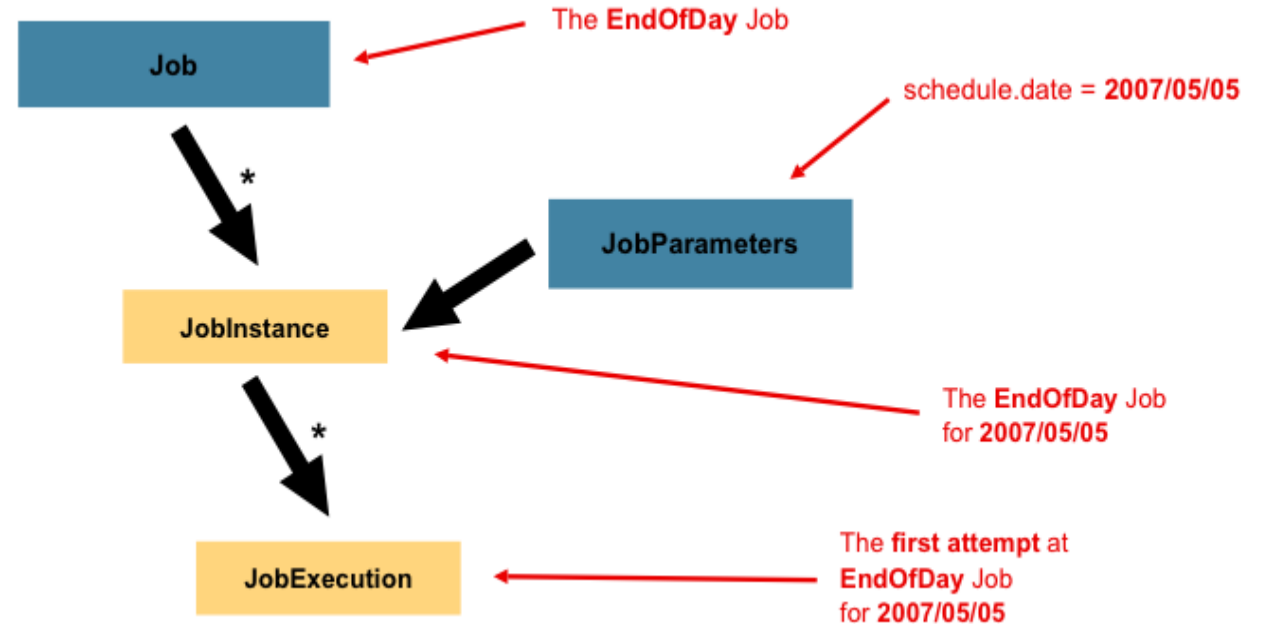 The EndOfDay Job
Job
schedule.date = 2007/05/05
*
JobParameters
JobInstance
The EndOfDay Job
for 2007/05/05
*
The first attempt at
EndOfDay Job
for 2007/05/05
JobExecution